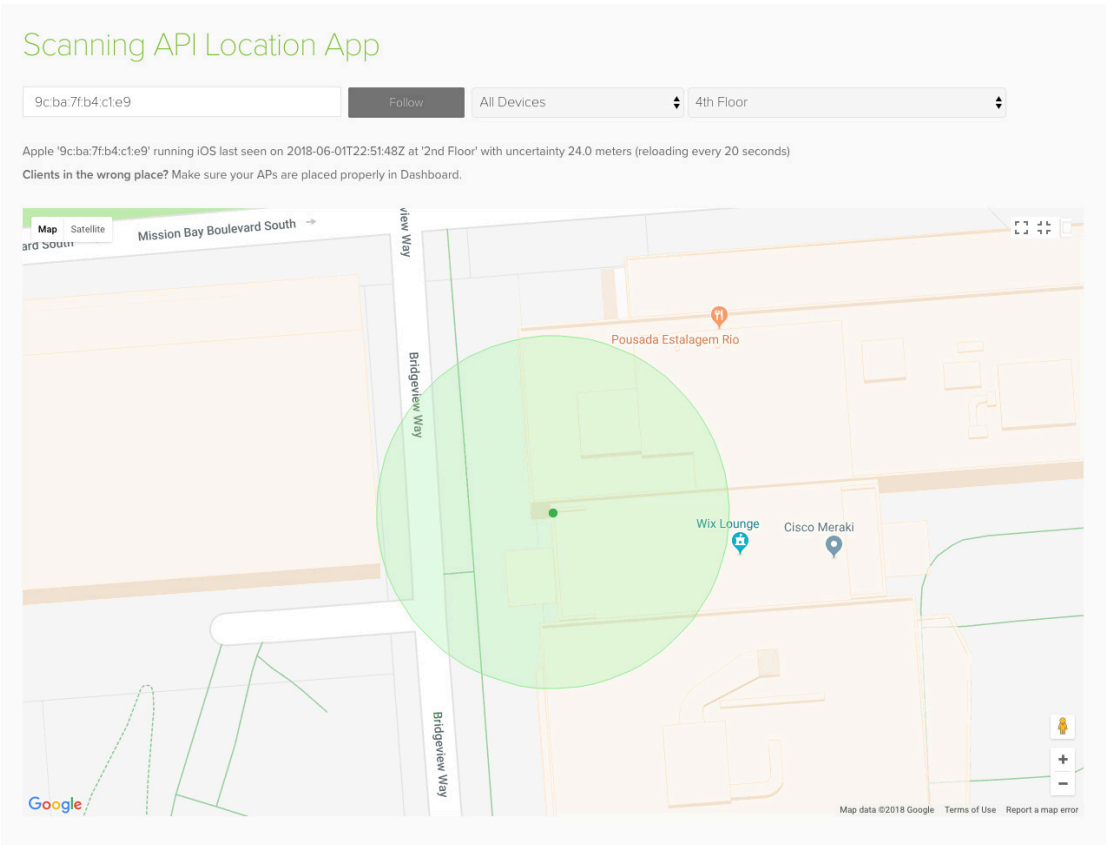 Scanning API Location App
9c:ba:7f:b4:c1:e9 Follow All Devices 4th Floor
Apple '9c:ba:7f:b4:c1:e9' running iOS last seen on 2018-06-01T22:51:48Z at '2nd Floor' with uncertainty 24.0 meters (reloading every 20 seconds)
Clients in the wrong place? Make sure your APs are placed properly in Dashboard.
Map Satellite
Mission Bay Boulevard South
ard South
view Way
Pousada Estalagem Rio
Bridgeview Way
Wix Lounge
Cisco Meraki
Bridgeview Way
Google
Map data ©2018 Google Terms of Use Report a map error